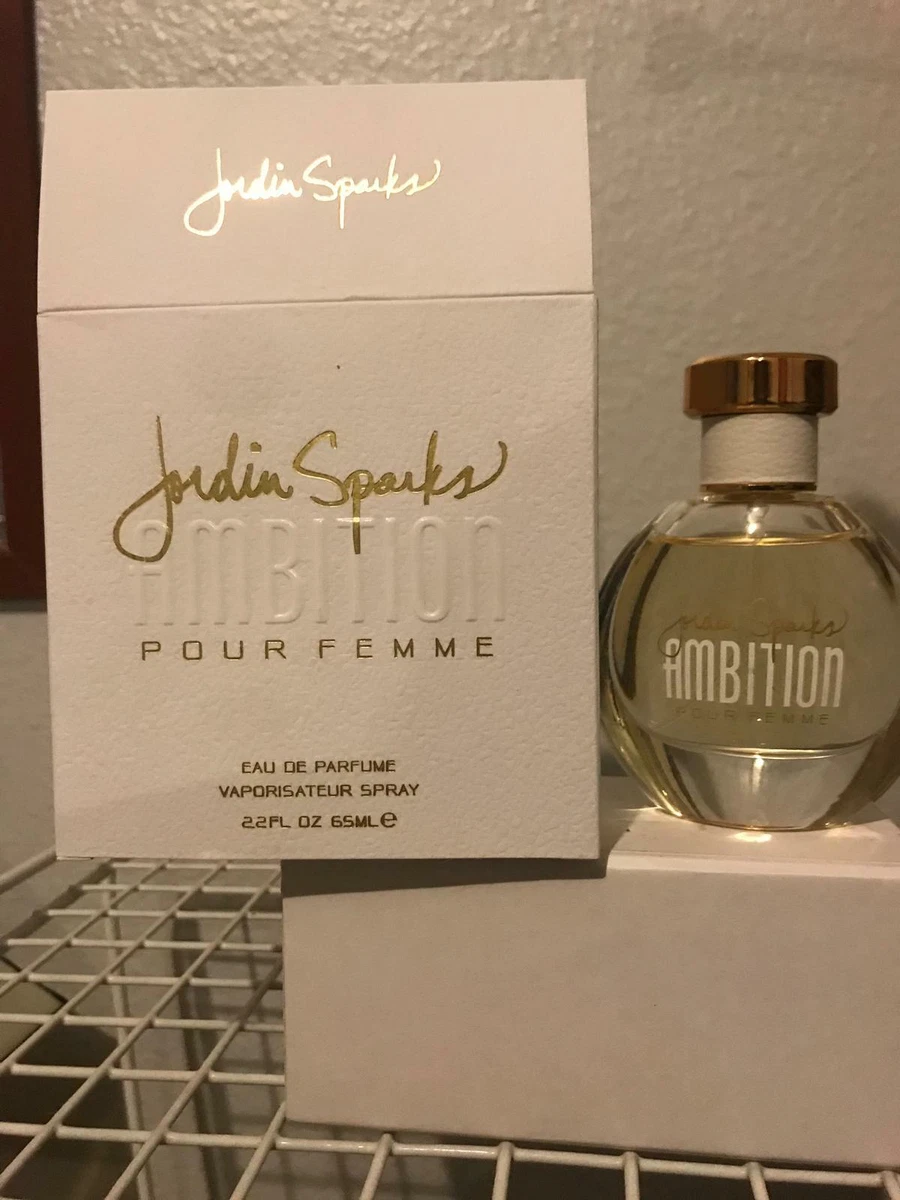 Jordin Sparks
Jordin Sparks
AMBITION
POUR FEMME
EAU DE PARFUME
VAPORISATEUR SPRAY
2.2FL OZ 65ML e
Jordin Sparks
AMBITION
POUR FEMME